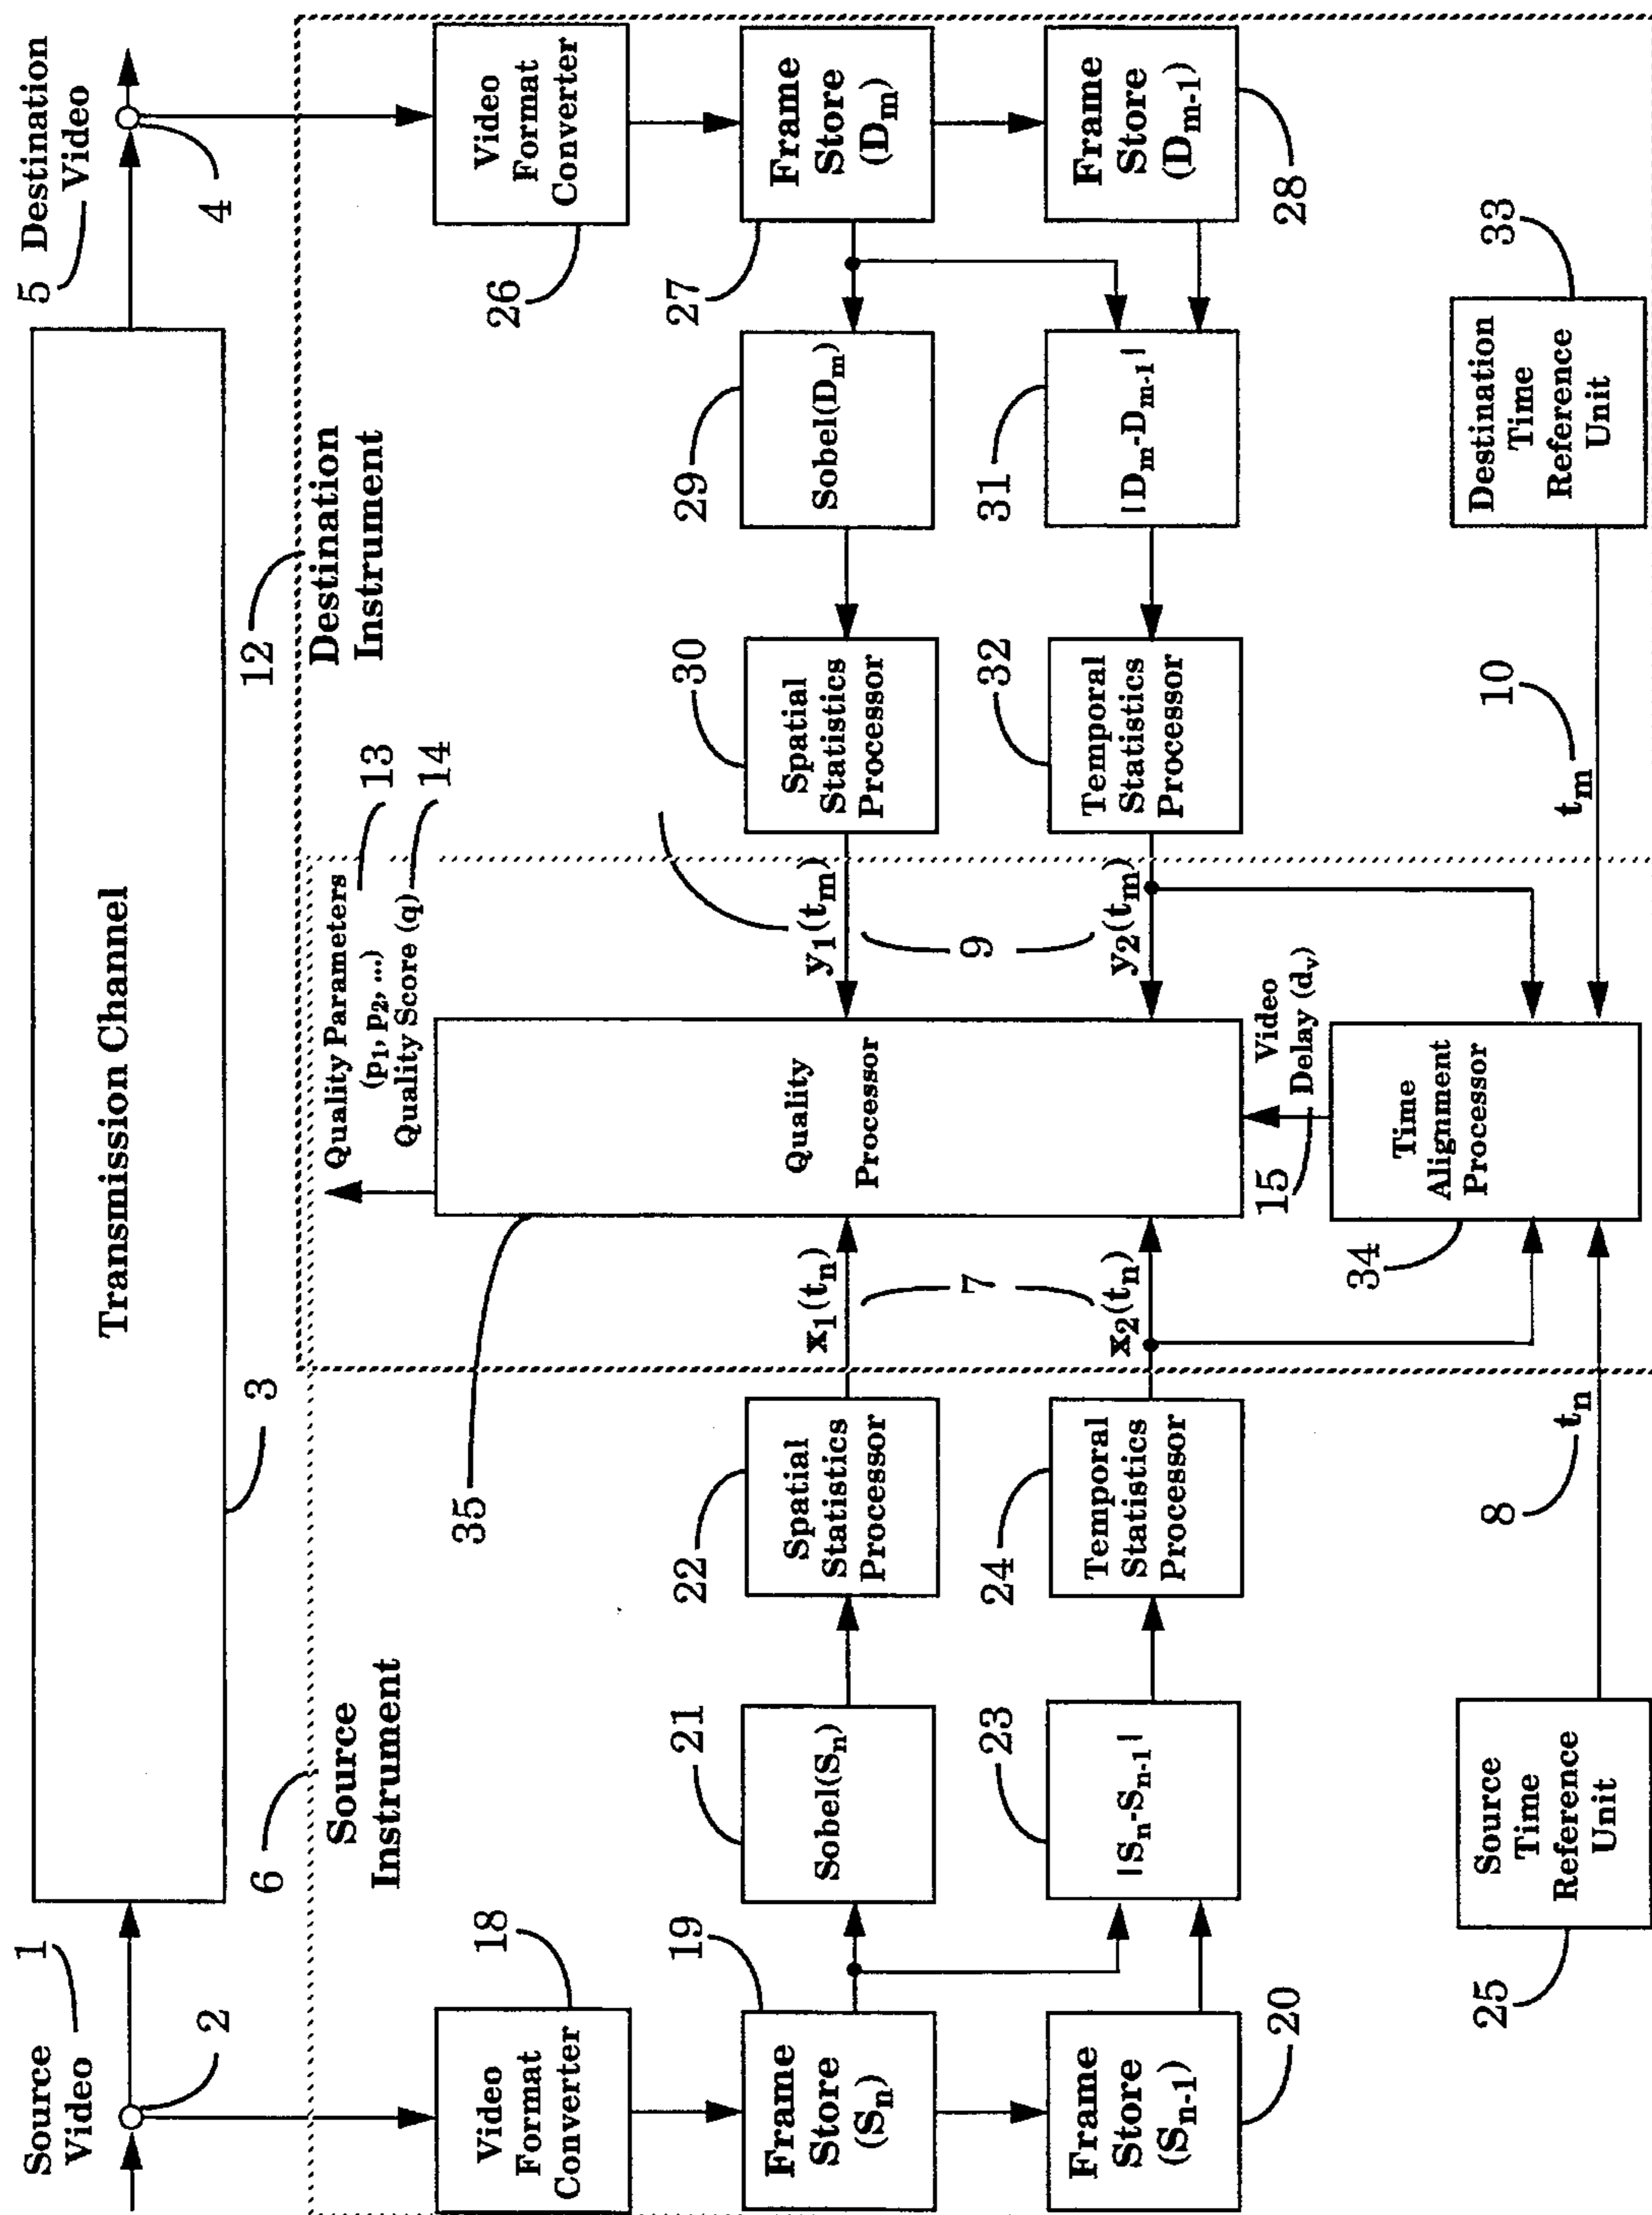 Source
Video
1
2
Transmission Channel
3
5 Destination
Video
4
6
Source
Instrument
12
Destination
Instrument
Video
Format
Converter
18
Frame
Store
(Sn)
19
Frame
Store
(Sn-1)
20
Sobel(Sn)
21
|Sn-Sn-1|
23
Spatial
Statistics
Processor
22
Temporal
Statistics
Processor
24
Source
Time
Reference
Unit
25
8
tn
x1(tn)
7
x2(tn)
35
Quality
Processor
Quality Parameters
(p1, p2, ...)
13
Quality Score (q)
14
Video
Delay (dv)
15
Time
Alignment
Processor
34
y1(tm)
9
y2(tm)
Spatial
Statistics
Processor
30
Temporal
Statistics
Processor
32
tm
10
Sobel(Dm)
29
|Dm-Dm-1|
31
Destination
Time
Reference
Unit
33
Video
Format
Converter
26
Frame
Store
(Dm)
27
Frame
Store
(Dm-1)
28